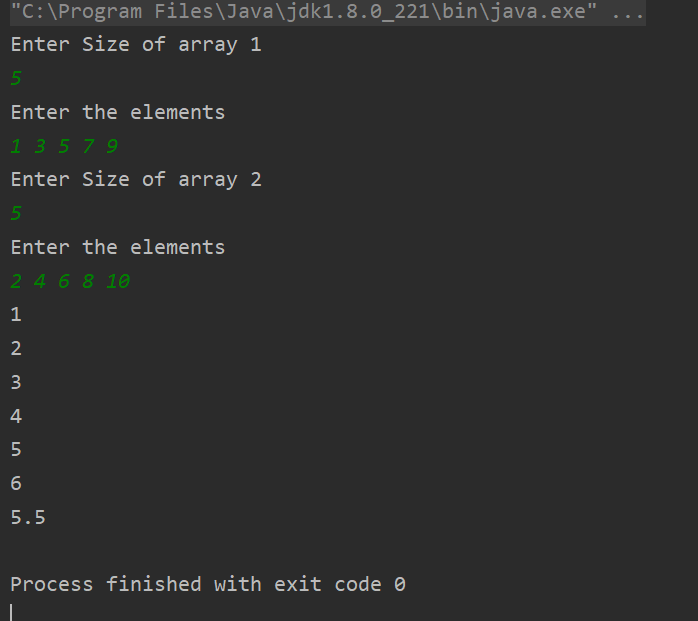 "C:\Program Files\Java\jdk1.8.0_221\bin\java.exe" ...
Enter Size of array 1
5
Enter the elements
1 3 5 7 9
Enter Size of array 2
5
Enter the elements
2 4 6 8 10
1
2
3
4
5
6
5.5
Process finished with exit code 0